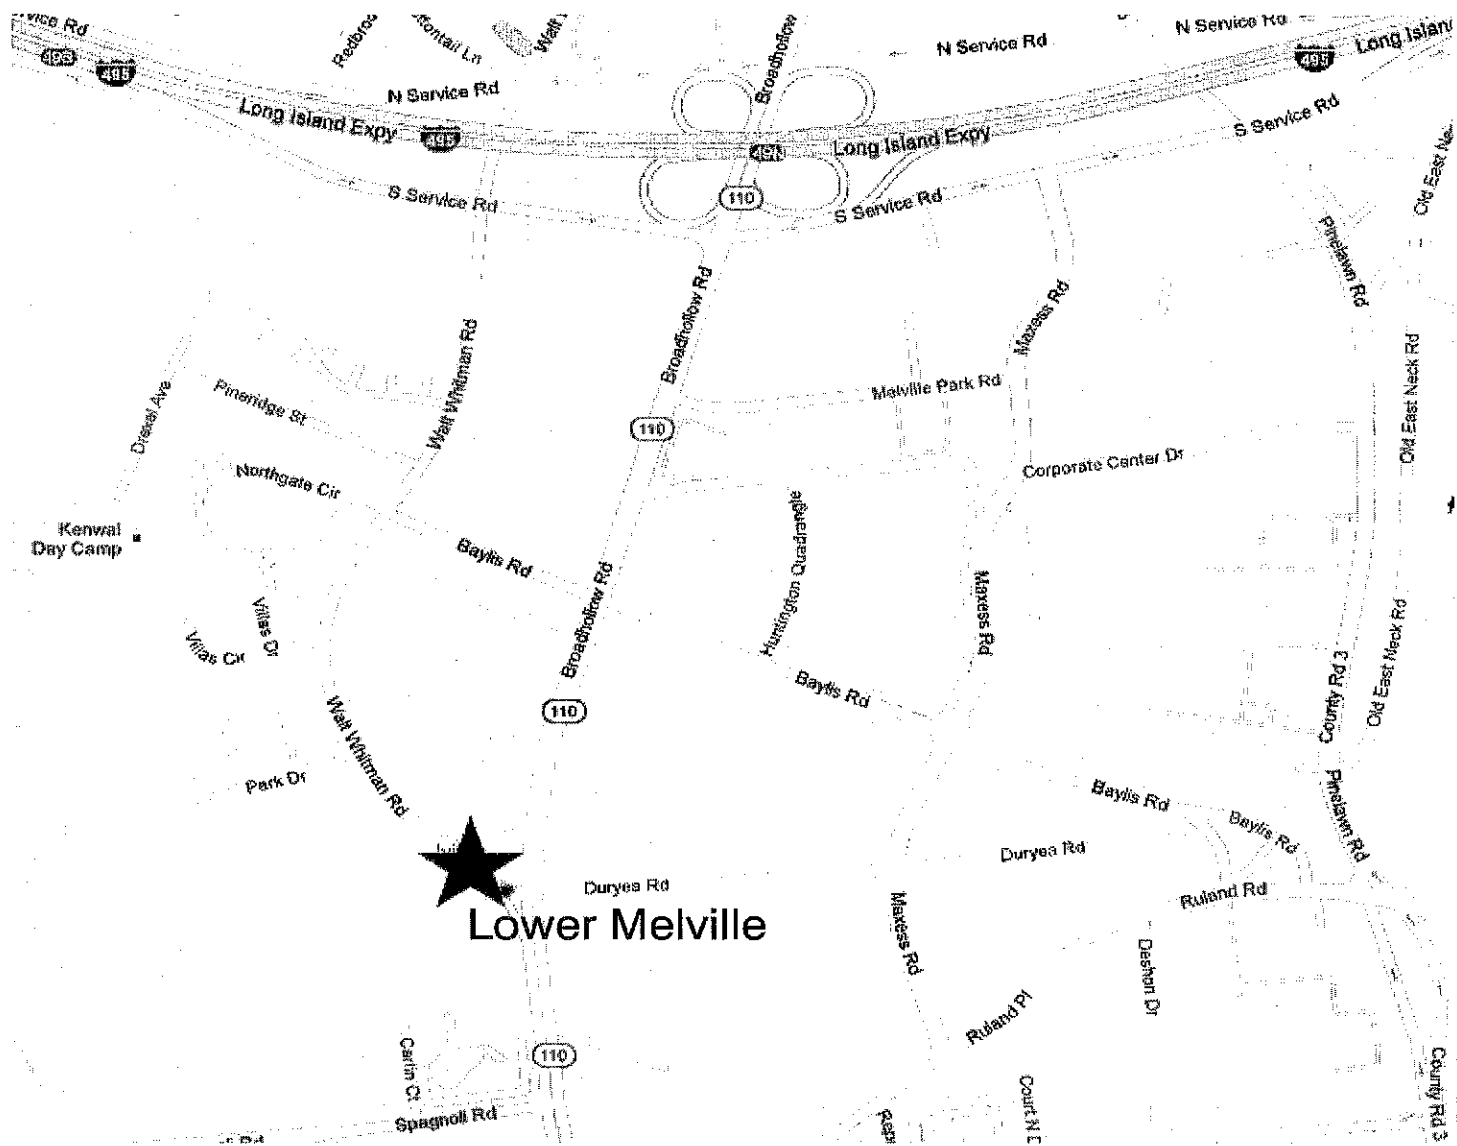 N Service Rd
N Service Rd
Long Island Expy
495
Long Island Expy
N Service Rd
495
495
Long Island
S Service Rd
S Service Rd
S Service Rd
110
Broadhollow
Old East Neck Rd
Pinelawn Rd
Broadhollow Rd
Walt Whitman Rd
Maxess Rd
Melville Park Rd
Drexel Ave
Pineridge St
110
Corporate Center Dr
Northgate Cir
Kenwal
Day Camp
Baylis Rd
Huntington Quadrangle
Broadhollow Rd
Maxess Rd
Villas Dr
Villas Cir
Baylis Rd
County Rd 3
Old East Neck Rd
110
Walt Whitman Rd
Park Dr
Baylis Rd
Baylis Rd
Pinelawn Rd
Duryea Rd
Duryea Rd
Ruland Rd
Lower Melville
Maxess Rd
Deshon Dr
Ruland Pl
110
Carlin Ct
Spagnoli Rd
County Rd 3